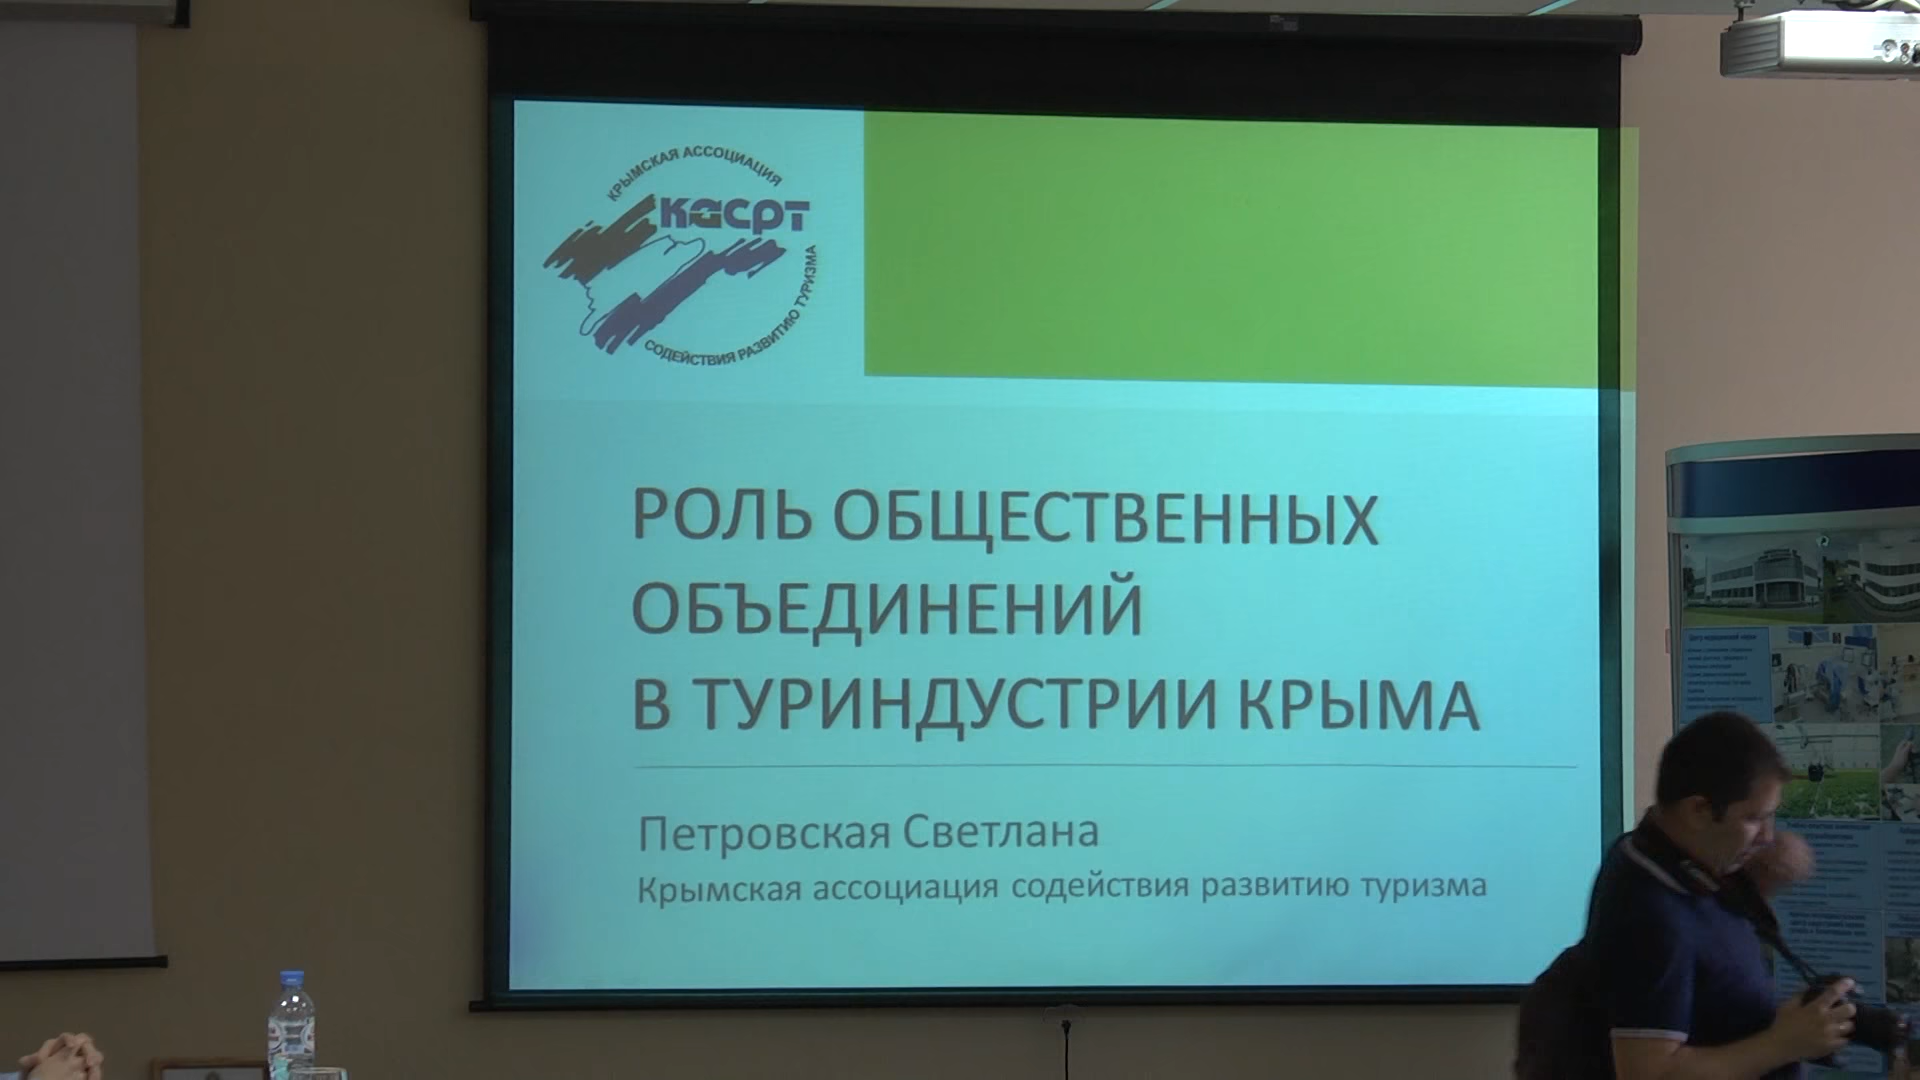 КРЫМСКАЯ АССОЦИАЦИЯ
КАСРТ
СОДЕЙСТВИЯ РАЗВИТИЮ ТУРИЗМА
РОЛЬ ОБЩЕСТВЕННЫХ
ОБЪЕДИНЕНИЙ
В ТУРИНДУСТРИИ КРЫМА
Петровская Светлана
Крымская ассоциация содействия развитию туризма